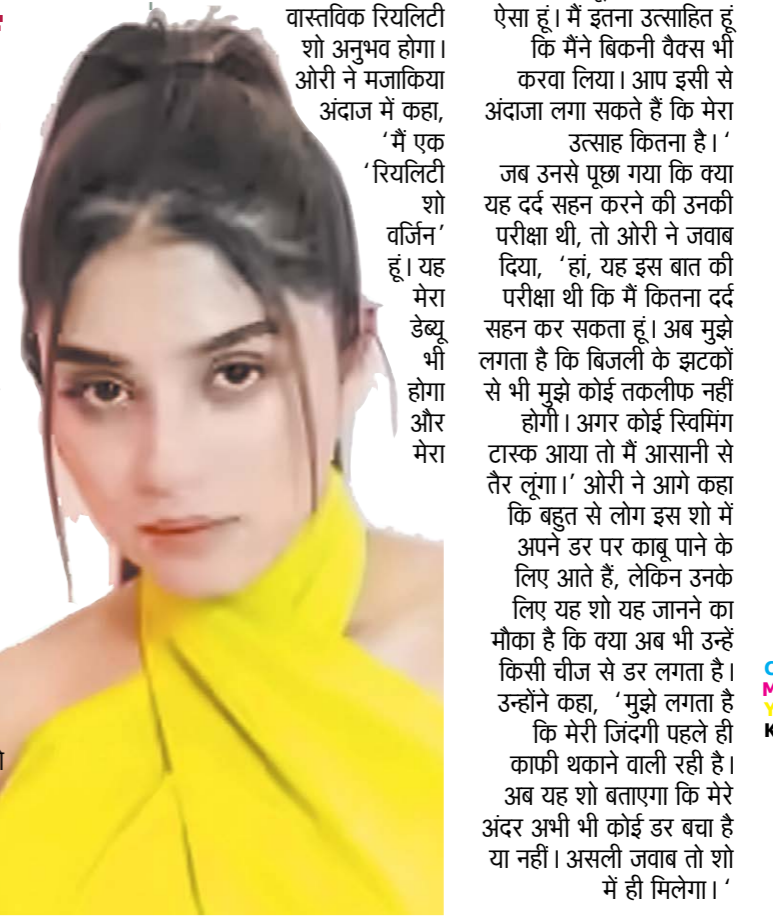 वास्तविक रियलिटी
शो अनुभव होगा।
ओरी ने मजाकिया
अंदाज में कहा,
‘मैं एक
‘रियलिटी
शो
वर्जिन’
हूं। यह
मेरा
डेब्यू
भी
होगा
और
मेरा
ऐसा हूं। मैं इतना उत्साहित हूं
कि मैंने बिकनी वैक्स भी
करवा लिया। आप इसी से
अंदाजा लगा सकते हैं कि मेरा
उत्साह कितना है। ‘
जब उनसे पूछा गया कि क्या
यह दर्द सहन करने की उनकी
परीक्षा थी, तो ओरी ने जवाब
दिया, ‘हां, यह इस बात की
परीक्षा थी कि मैं कितना दर्द
सहन कर सकता हूं। अब मुझे
लगता है कि बिजली के झटकों
से भी मुझे कोई तकलीफ नहीं
होगी। अगर कोई स्विमिंग
टास्क आया तो मैं आसानी से
तैर लूंगा।’ ओरी ने आगे कहा
कि बहुत से लोग इस शो में
अपने डर पर काबू पाने के
लिए आते हैं, लेकिन उनके
लिए यह शो यह जानने का
मौका है कि क्या अब भी उन्हें
किसी चीज से डर लगता है।
उन्होंने कहा, ‘मुझे लगता है
कि मेरी जिंदगी पहले ही
काफी थकाने वाली रही है।
अब यह शो बताएगा कि मेरे
अंदर अभी भी कोई डर बचा है
या नहीं। असली जवाब तो शो
में ही मिलेगा। ‘
C
M
Y
K